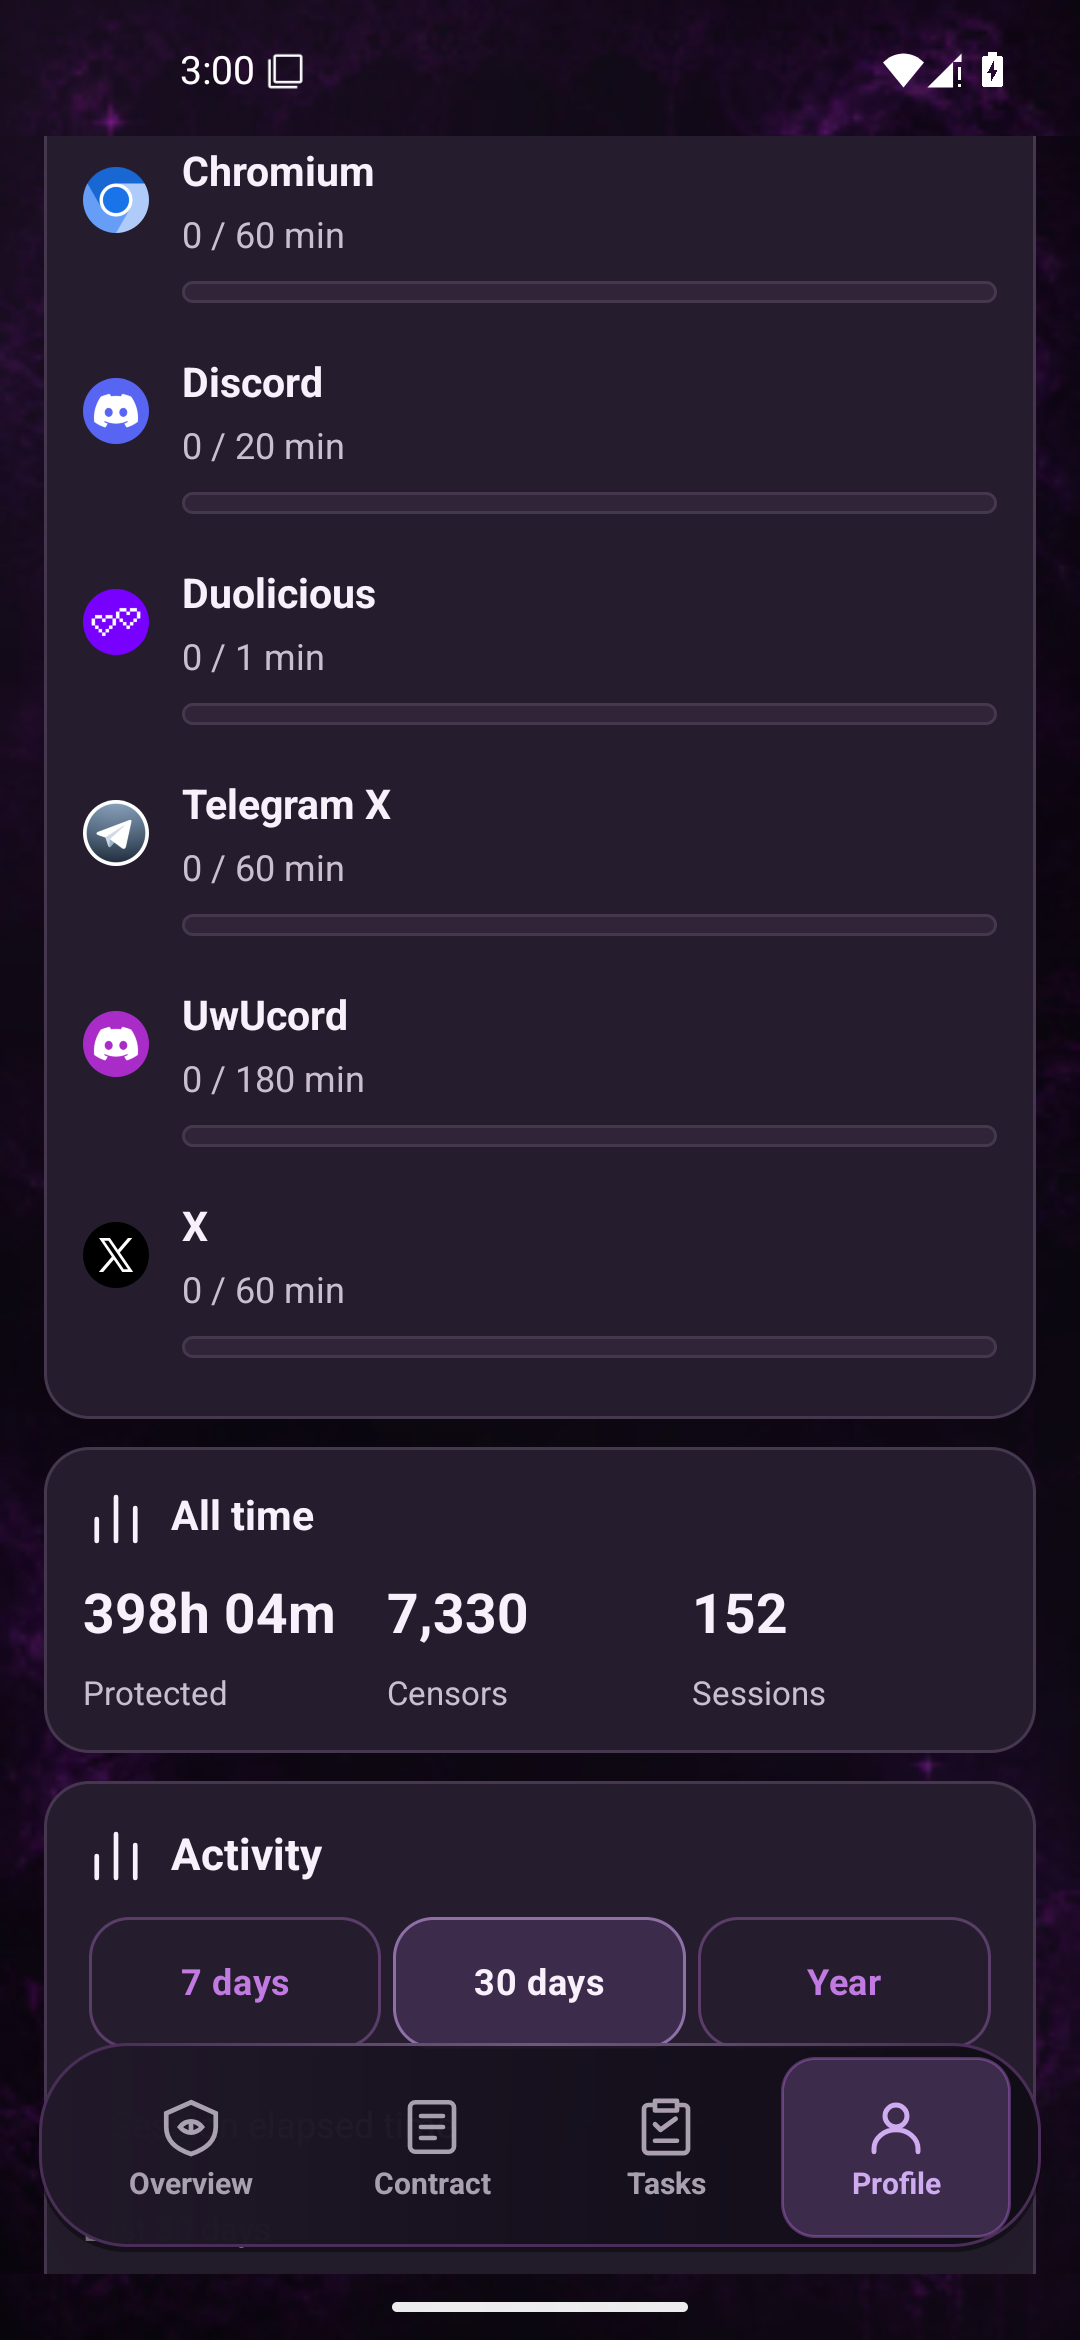 3:00
Chromium
0 / 60 min
Discord
0 / 20 min
Duolicious
0 / 1 min
Telegram X
0 / 60 min
UwUcord
0 / 180 min
X
0 / 60 min
All time
398h 04m 7,330 152
Protected Censors Sessions
Activity
7 days 30 days Year
elapsed
Overview Contract Tasks Profile
days